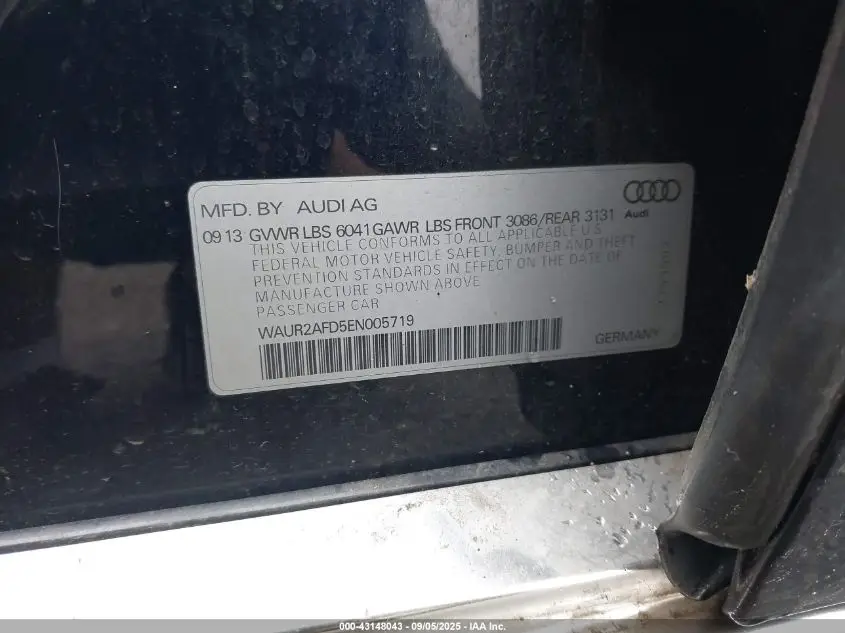 MFD. BY AUDI AG
09 13 GVWR LBS 6041 GAWR LBS FRONT 3086/REAR 3131
Audi
THIS VEHICLE CONFORMS TO ALL APPLICABLE U.S.
FEDERAL MOTOR VEHICLE SAFETY, BUMPER AND THEFT
PREVENTION STANDARDS IN EFFECT ON THE DATE OF
MANUFACTURE SHOWN ABOVE
PASSENGER CAR
WAUR2AFD5EN005719
GERMANY
000-43148043 - 09/05/2025 - IAA Inc.